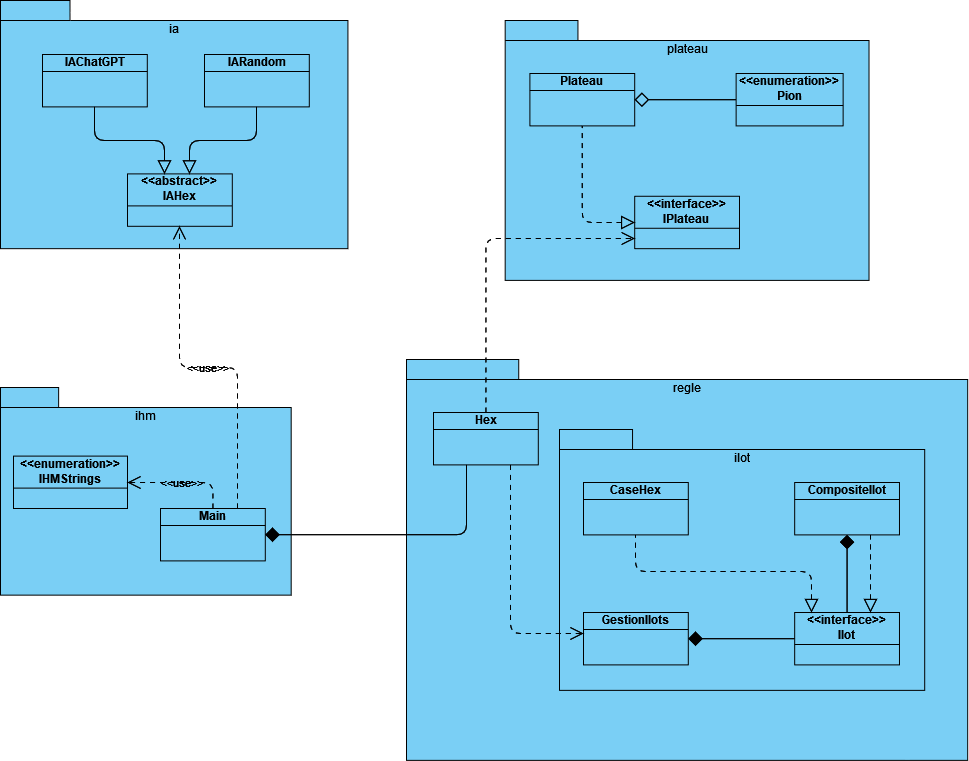 ia
IAChatGPT
IARandom
<<abstract>>
IAHex
plateau
Plateau
<<enumeration>>
Pion
<<interface>>
IPlateau
<<use>>
ihm
<<enumeration>>
IHMStrings
<<use>>
Main
regle
Hex
ilot
CaseHex
CompositeIlot
GestionIlots
<<interface>>
Ilot